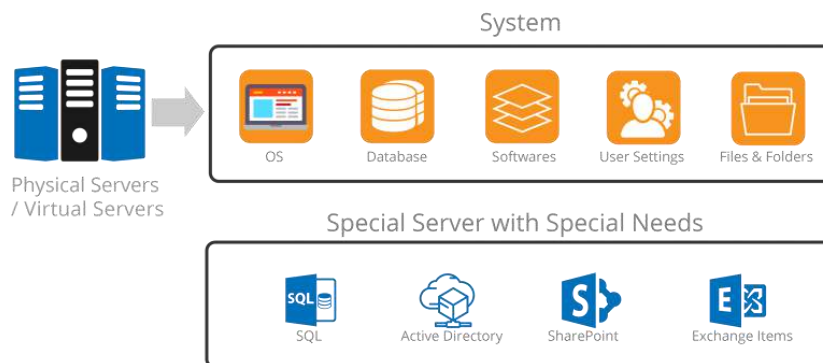 System
OS
Database
Softwares
User Settings
Files & Folders
Physical Servers
/ Virtual Servers
Special Server with Special Needs
SQL
SQL
Active Directory
S
SharePoint
E
Exchange Items